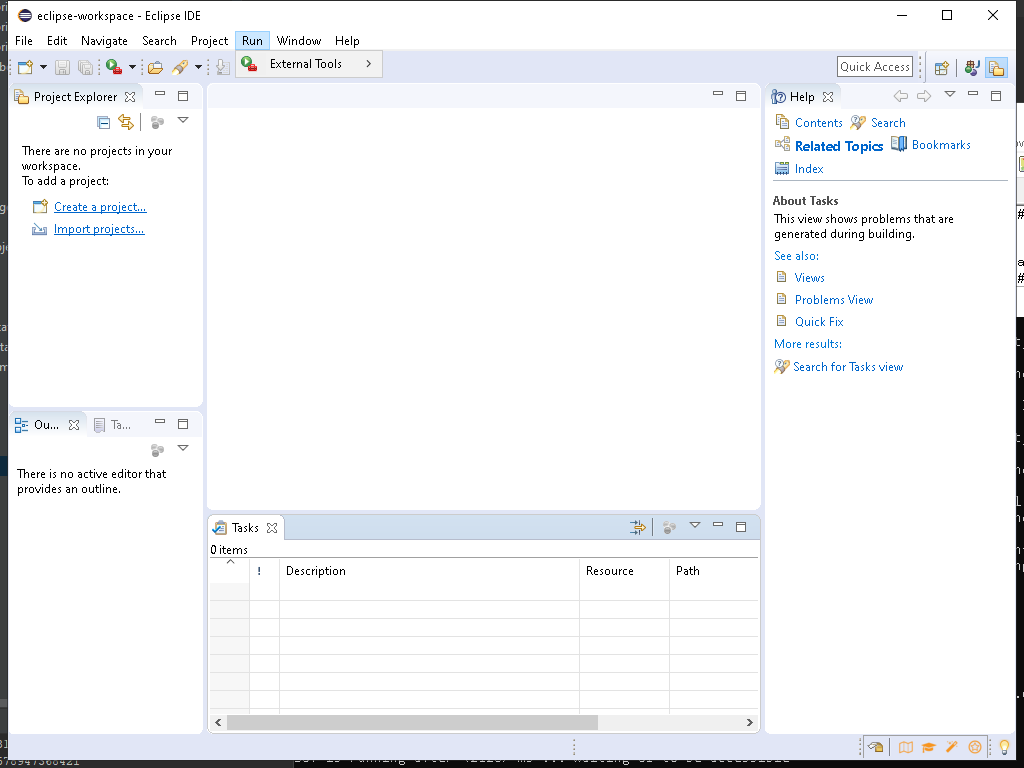 eclipse-workspace - Eclipse IDE
File Edit Navigate Search Project Run Window Help
External Tools
Quick Access
Project Explorer
There are no projects in your
workspace.
To add a project:
Create a project...
Import projects...
Ou... Ta...
There is no active editor that
provides an outline.
Tasks
0 items
! Description Resource Path
Help
Contents Search
Related Topics Bookmarks
Index
About Tasks
This view shows problems that are
generated during building.
See also:
Views
Problems View
Quick Fix
More results:
Search for Tasks view